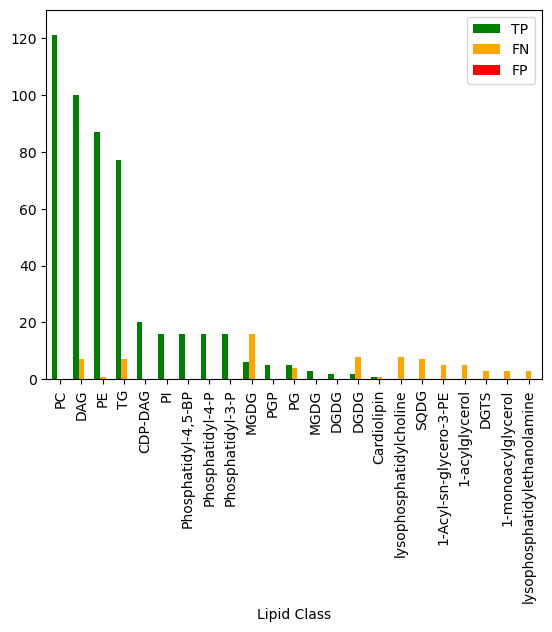 TP
FN
FP
120
100
80
60
40
20
0
PC
DAG
PE
TG
CDP-DAG
PI
Phosphatidyl-4,5-BP
Phosphatidyl-4-P
Phosphatidyl-3-P
MGDG
PGP
PG
MGDG
DGDG
DGDG
Cardiolipin
lysophosphatidylcholine
SQDG
1-Acyl-sn-glycero-3-PE
1-acylglycerol
DGTS
1-monoacylglycerol
lysophosphatidylethanolamine
Lipid Class